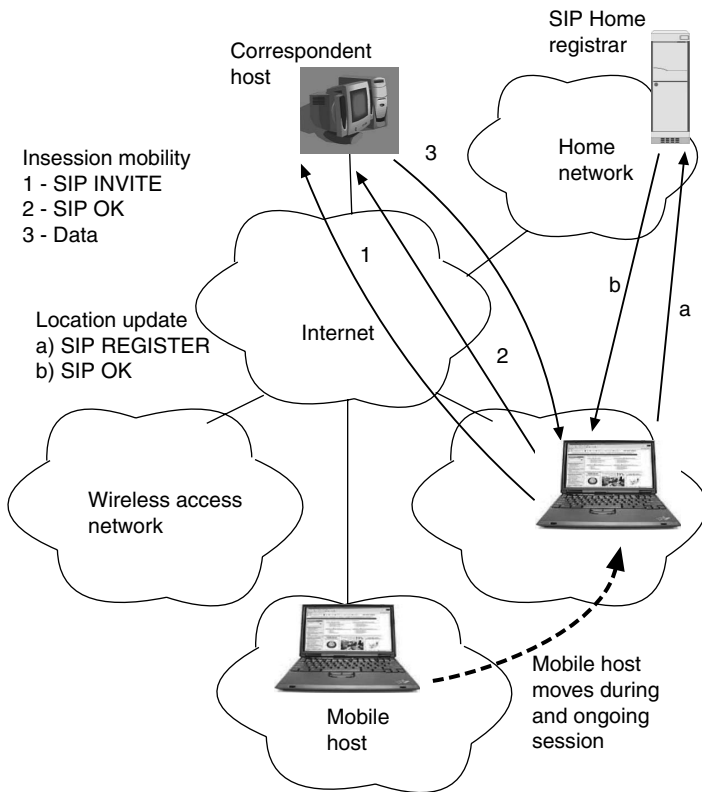 SIP Home
registrar
Correspondent
host
3
Home
network
Insession mobility
1 - SIP INVITE
2 - SIP OK
3 - Data
1
b
a
Location update
a) SIP REGISTER
b) SIP OK
Internet
2
Wireless access
network
Mobile host
moves during
and ongoing
session
Mobile
host